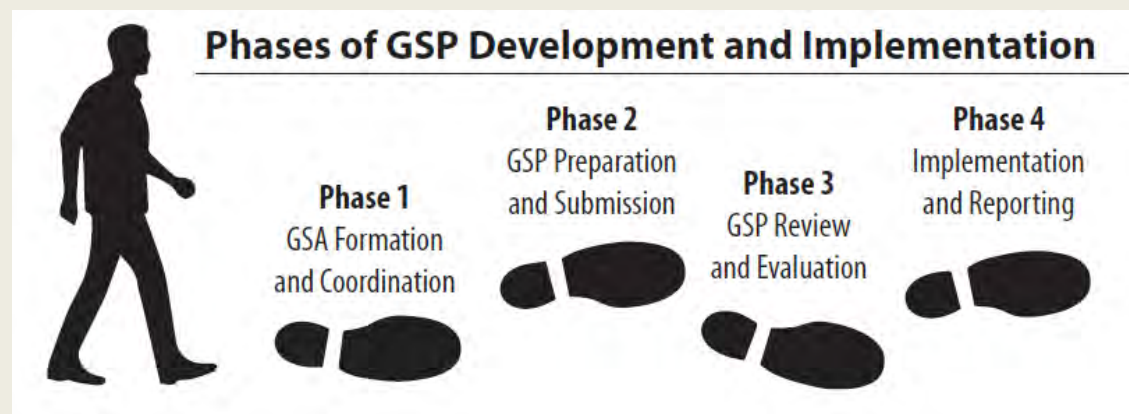 Phases of GSP Development and Implementation
Phase 1
GSA Formation
and Coordination
Phase 2
GSP Preparation
and Submission
Phase 3
GSP Review
and Evaluation
Phase 4
Implementation
and Reporting